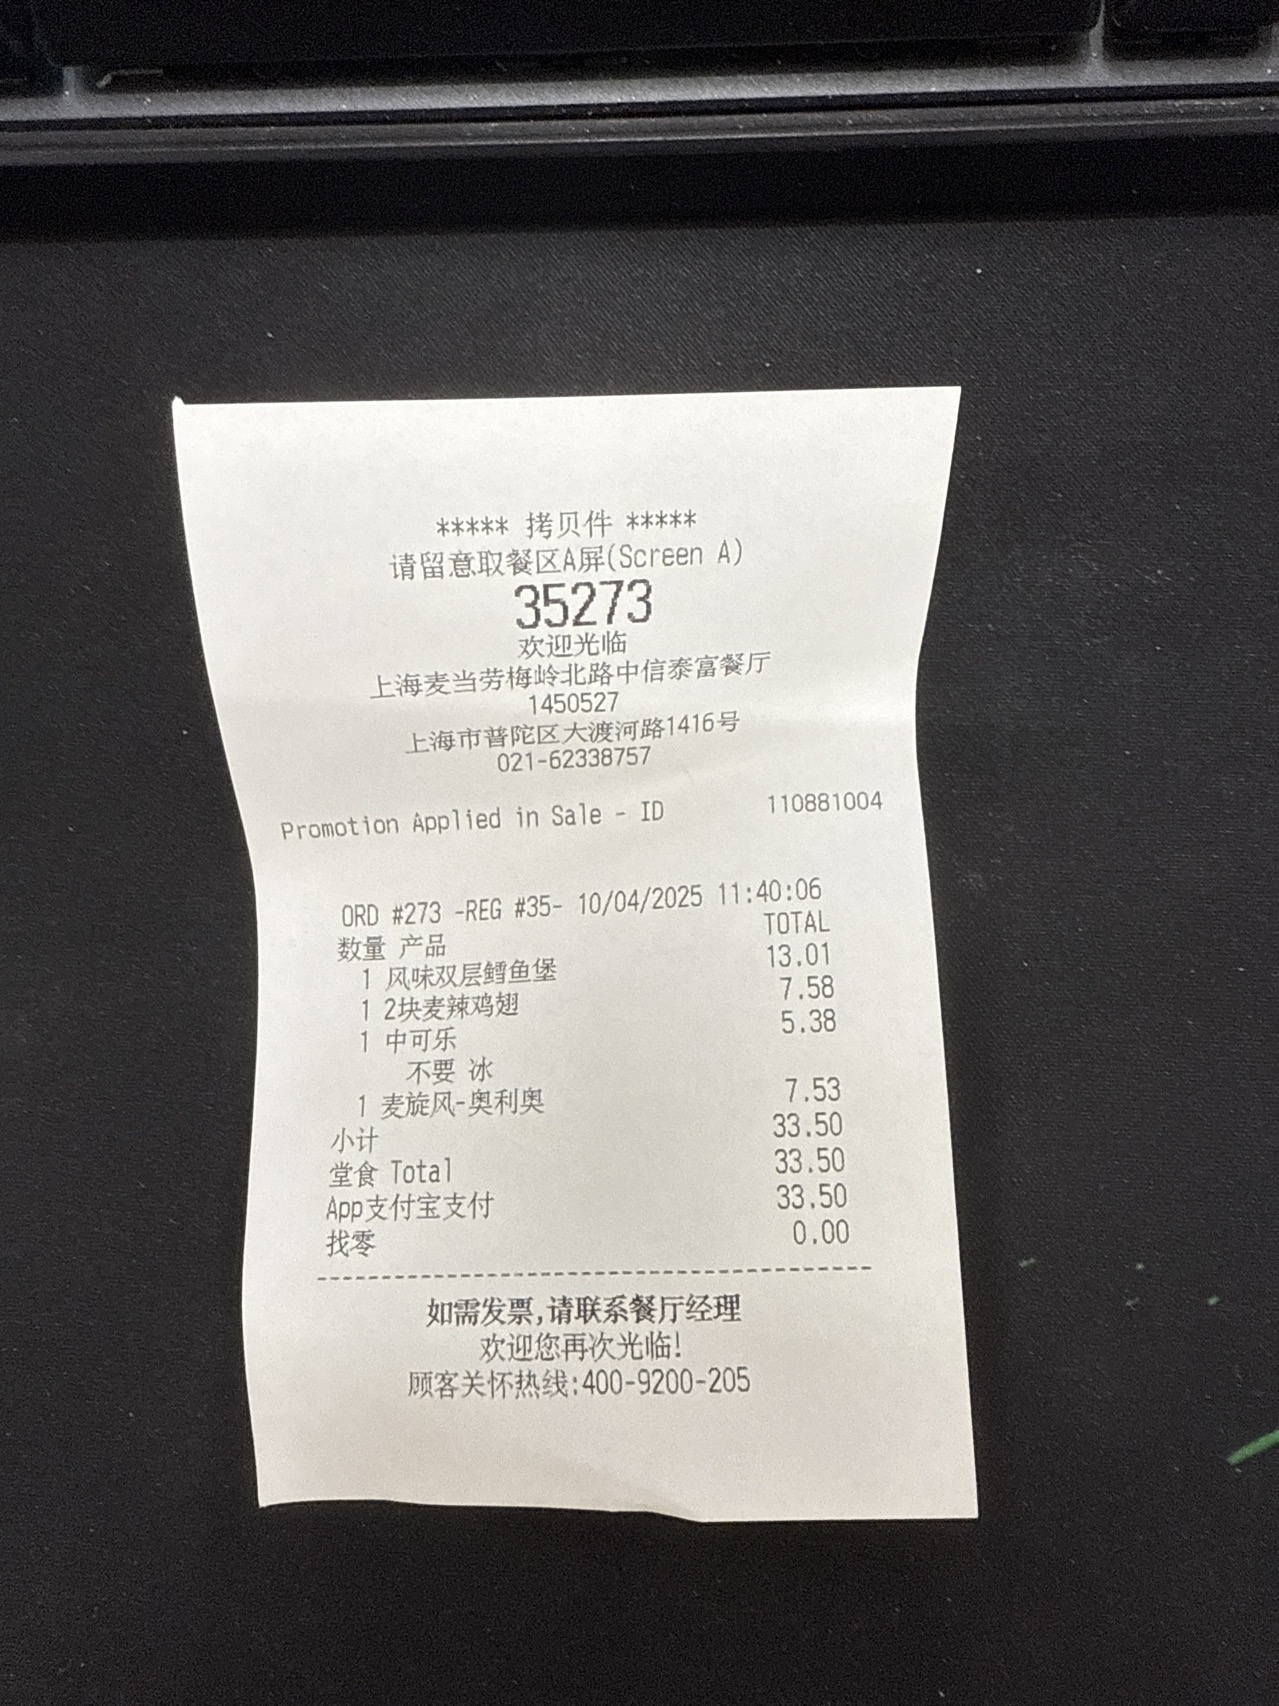 ***** 拷贝件 *****
请留意取餐区A屏(Screen A)
35273
欢迎光临
上海麦当劳梅岭北路中信泰富餐厅
1450527
上海市普陀区大渡河路1416号
021-62338757
Promotion Applied in Sale - ID 110881004
ORD #273 -REG #35- 10/04/2025 11:40:06
数量 产品 TOTAL
1 风味双层鳕鱼堡 13.01
1 2块麦辣鸡翅 7.58
1 中可乐 5.38
不要 冰
1 麦旋风-奥利奥 7.53
小计 33.50
堂食 Total 33.50
App支付宝支付 33.50
找零 0.00
--------------------------------------------
如需发票,请联系餐厅经理
欢迎您再次光临!
顾客关怀热线:400-9200-205